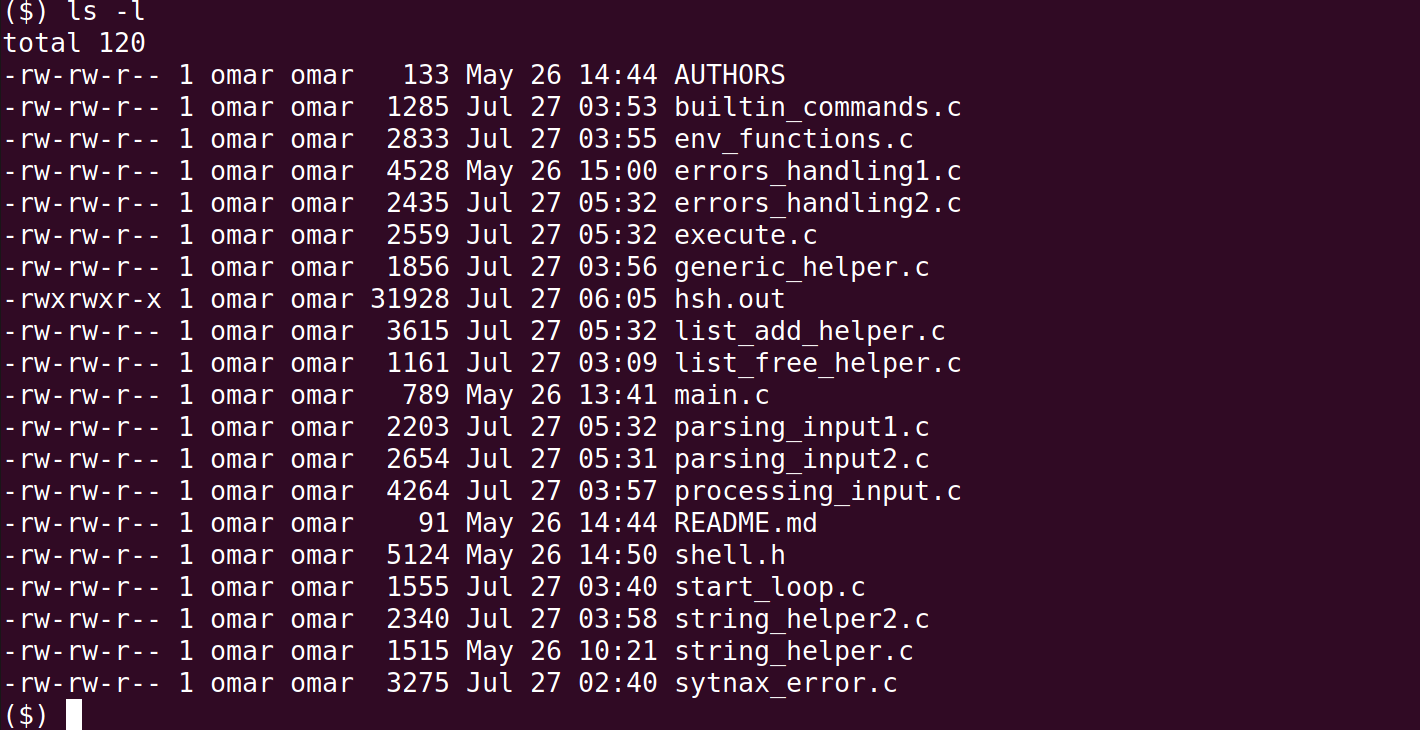 ($) ls -l
total 120
-rw-rw-r-- 1 omar omar   133 May 26 14:44 AUTHORS
-rw-rw-r-- 1 omar omar  1285 Jul 27 03:53 builtin_commands.c
-rw-rw-r-- 1 omar omar  2833 Jul 27 03:55 env_functions.c
-rw-rw-r-- 1 omar omar  4528 May 26 15:00 errors_handling1.c
-rw-rw-r-- 1 omar omar  2435 Jul 27 05:32 errors_handling2.c
-rw-rw-r-- 1 omar omar  2559 Jul 27 05:32 execute.c
-rw-rw-r-- 1 omar omar  1856 Jul 27 03:56 generic_helper.c
-rwxrwxr-x 1 omar omar 31928 Jul 27 06:05 hsh.out
-rw-rw-r-- 1 omar omar  3615 Jul 27 05:32 list_add_helper.c
-rw-rw-r-- 1 omar omar  1161 Jul 27 03:09 list_free_helper.c
-rw-rw-r-- 1 omar omar   789 May 26 13:41 main.c
-rw-rw-r-- 1 omar omar  2203 Jul 27 05:32 parsing_input1.c
-rw-rw-r-- 1 omar omar  2654 Jul 27 05:31 parsing_input2.c
-rw-rw-r-- 1 omar omar  4264 Jul 27 03:57 processing_input.c
-rw-rw-r-- 1 omar omar    91 May 26 14:44 README.md
-rw-rw-r-- 1 omar omar  5124 May 26 14:50 shell.h
-rw-rw-r-- 1 omar omar  1555 Jul 27 03:40 start_loop.c
-rw-rw-r-- 1 omar omar  2340 Jul 27 03:58 string_helper2.c
-rw-rw-r-- 1 omar omar  1515 May 26 10:21 string_helper.c
-rw-rw-r-- 1 omar omar  3275 Jul 27 02:40 sytnax_error.c
($)